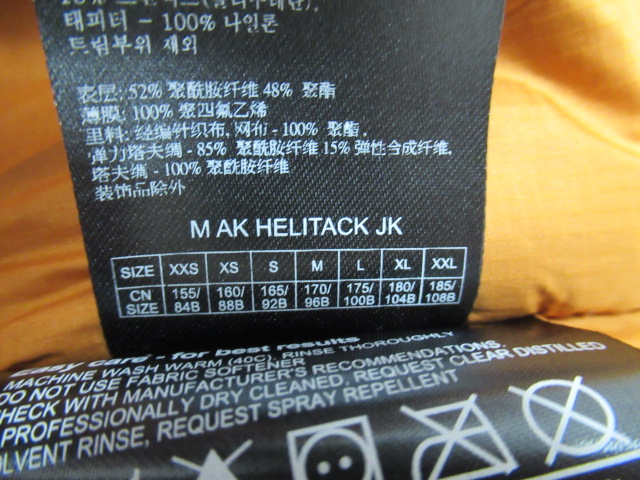 태피터 - 100% 나일론
트림부위 제외
表层: 52% 聚酰胺纤维 48% 聚酯
薄膜: 100% 聚四氟乙烯
里料: 经编针织布, 网布 - 100% 聚酯.
弹力塔夫绸 - 85% 聚酰胺纤维 15% 弹性合成纤维.
塔夫绸 - 100% 聚酰胺纤维
装饰品除外
M AK HELITACK JK
SIZE XXS XS S M L XL XXL
CN SIZE 155/84B 160/88B 165/92B 170/96B 175/100B 180/104B 185/108B
Easy care - for best results
MACHINE WASH WARM (40C), RINSE THOROUGHLY
DO NOT USE FABRIC SOFTENER
CHECK WITH MANUFACTURER'S RECOMMENDATIONS.
PROFESSIONALLY DRY CLEANED, REQUEST CLEAR DISTILLED
SOLVENT RINSE, REQUEST SPRAY REPELLENT